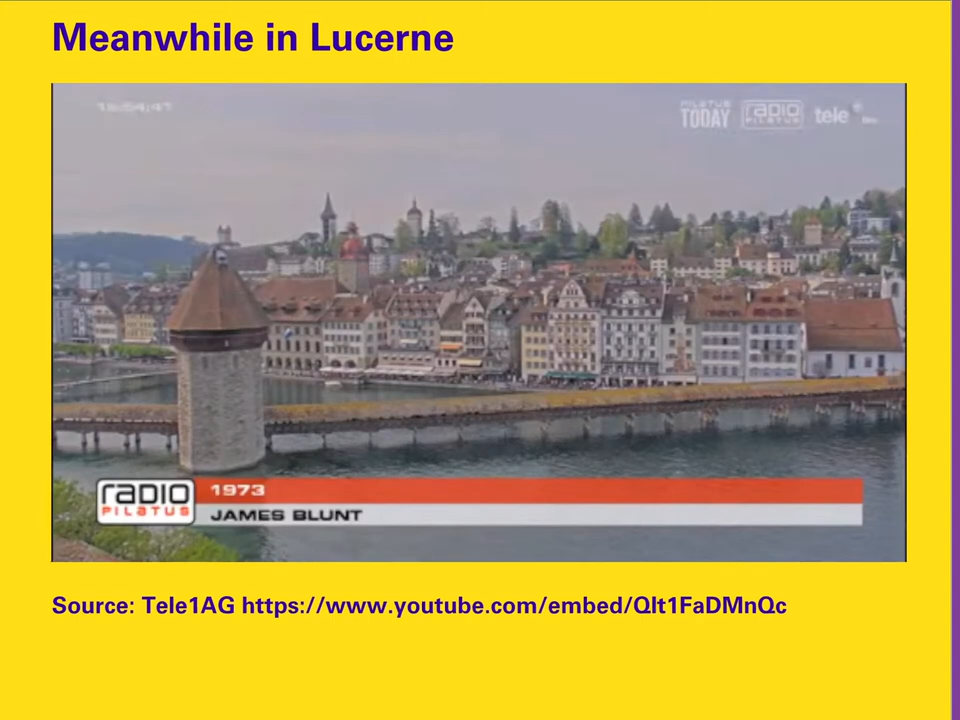 Meanwhile in Lucerne
PILATUS
TODAY
radio
PILATUS
tele
radio
PILATUS
1973
JAMES BLUNT
Source: Tele1AG https://www.youtube.com/embed/QIt1FaDMnQc